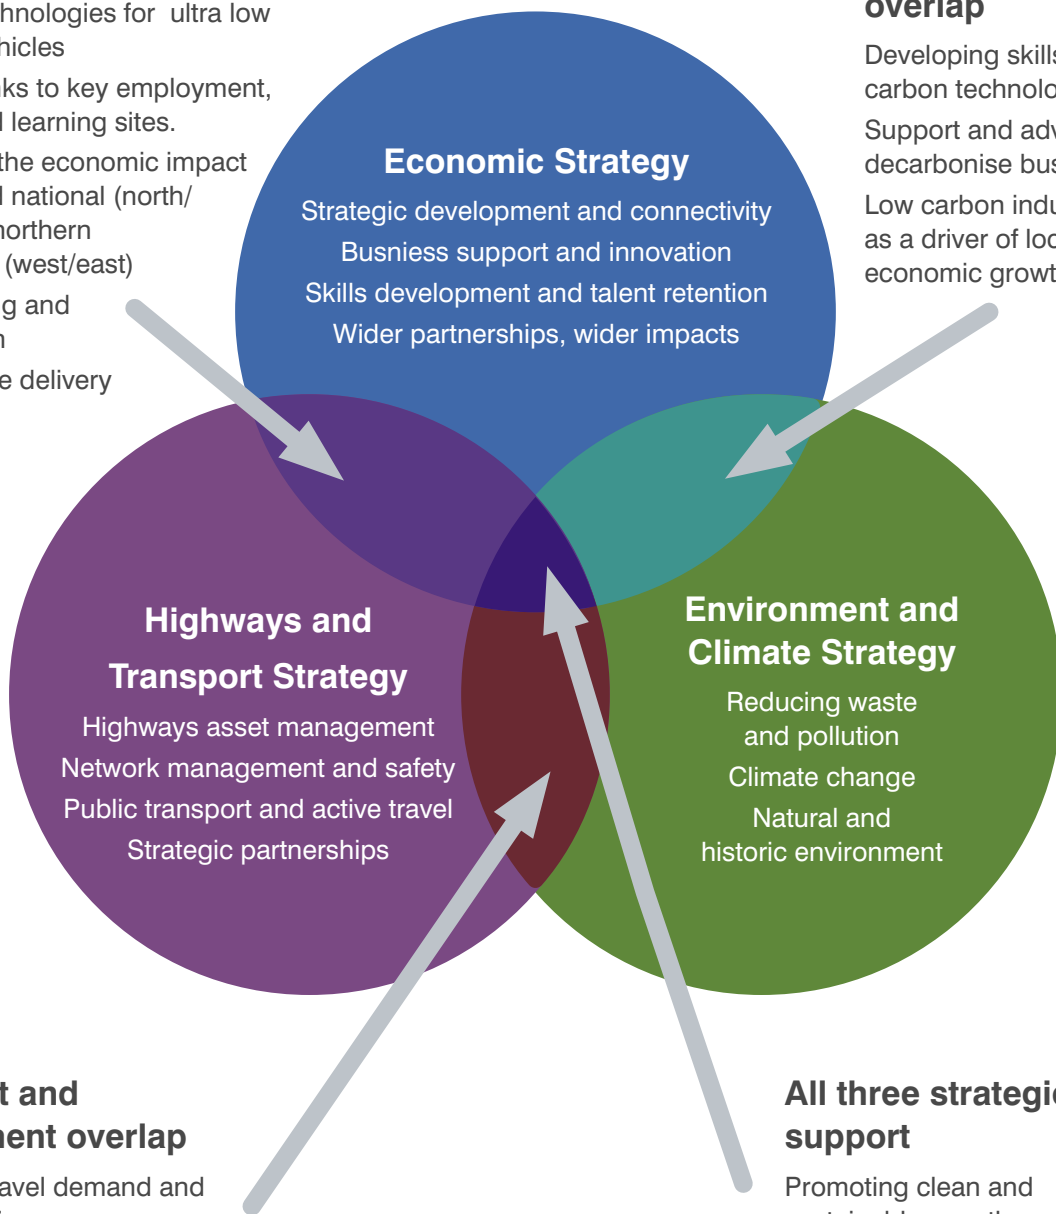 hnologies for ultra low
hicles
ks to key employment,
learning sites.
the economic impact
national (north/
northern
(west/east)
g and
e delivery
overlap
Developing skills
carbon technolo
Support and adv
decarbonise bus
Low carbon indu
as a driver of loc
economic growt
Economic Strategy
Strategic development and connectivity
Busniess support and innovation
Skills development and talent retention
Wider partnerships, wider impacts
Highways and
Transport Strategy
Highways asset management
Network management and safety
Public transport and active travel
Strategic partnerships
Environment and
Climate Strategy
Reducing waste
and pollution
Climate change
Natural and
historic environment
t and
ment overlap
avel demand and
All three strategi
support
Promoting clean and